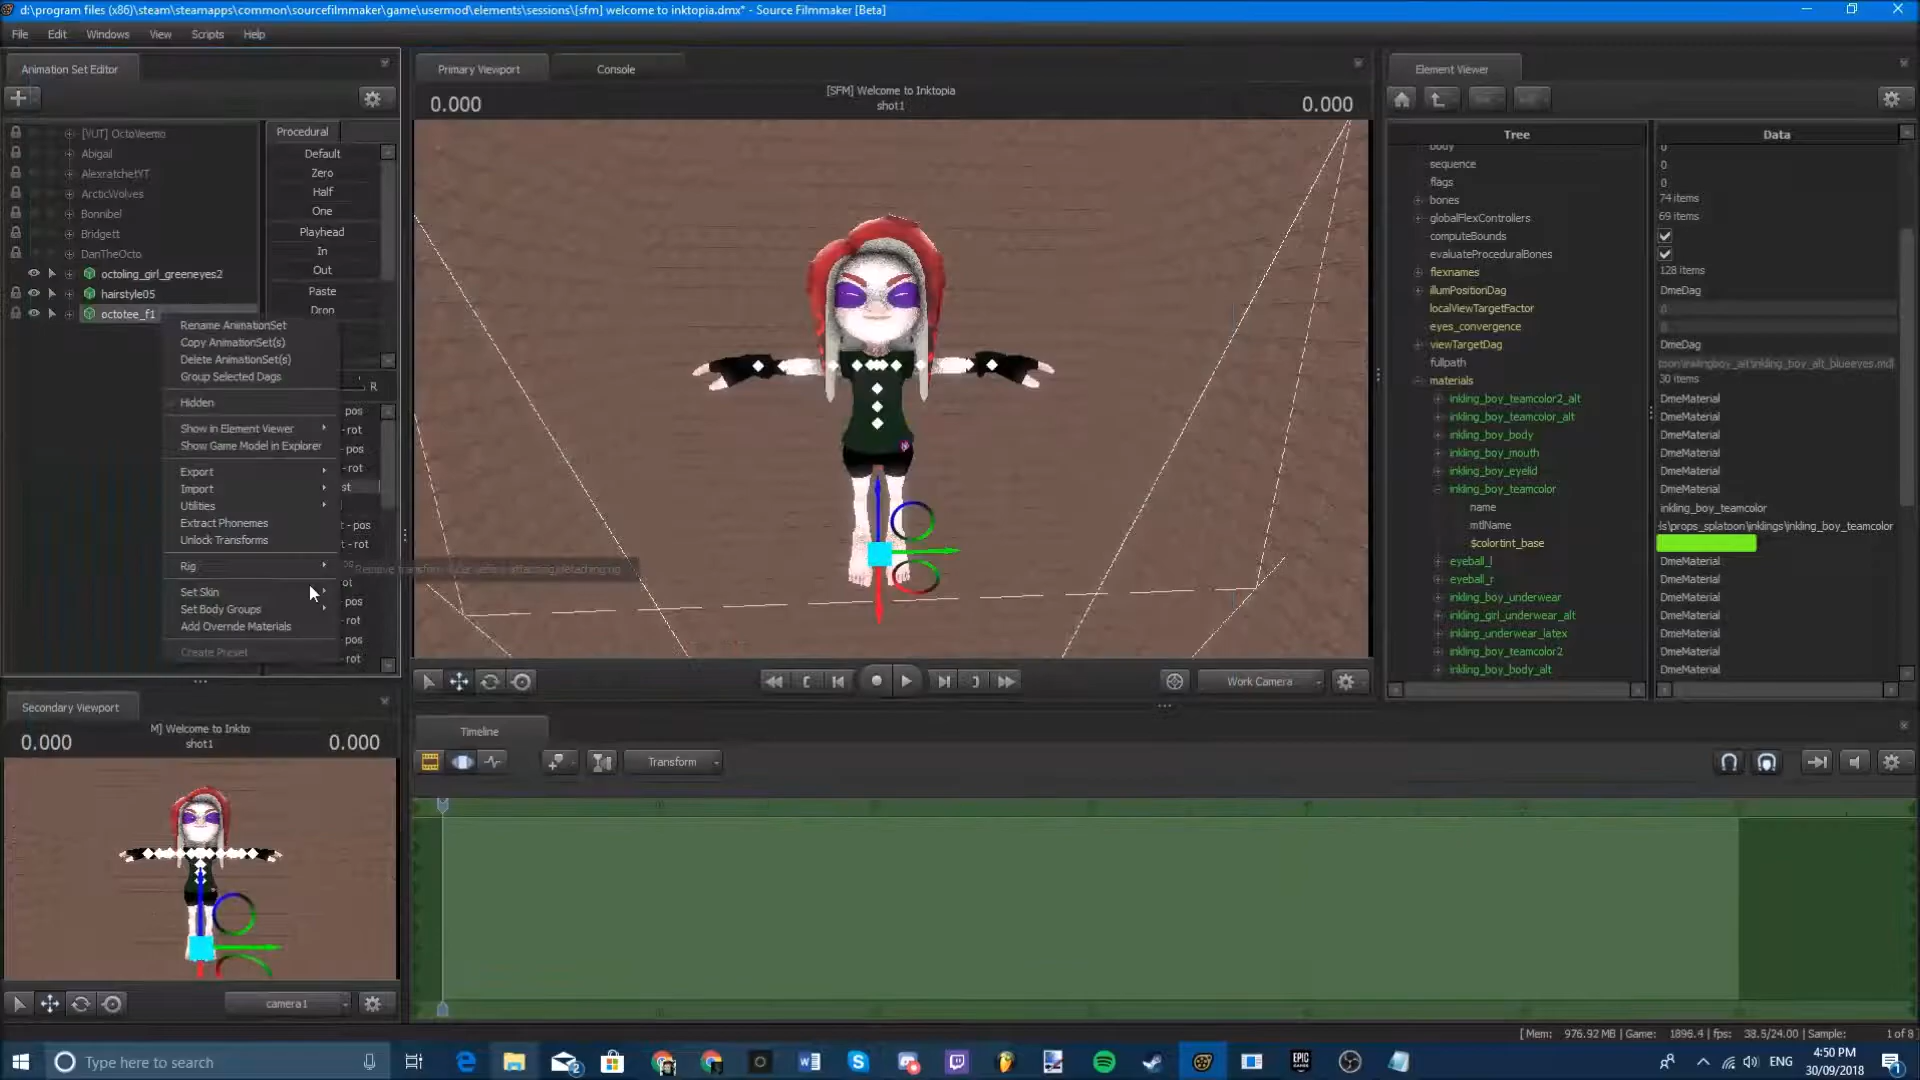 d:\program files (x86)\steam\steamapps\common\sourcefilmmaker\game\usermod\elements\sessions\[sfm] welcome to inktopia.dmx* - Source Filmmaker [Beta]
File Edit Windows View Scripts Help
Animation Set Editor
Procedural
[VUT] OctoVeemo
Abigail
AlexratchetYT
ArcticWolves
Bonnibel
Bridgett
DanTheOcto
octoling_girl_greeneyes2
hairstyle05
octotee_f1
Default
Zero
Half
One
Playhead
In
Out
Paste
Drop
R
Rename AnimationSet
Copy AnimationSet(s)
Delete AnimationSet(s)
Group Selected Dags
Hidden
Show in Element Viewer
Show Game Model in Explorer
Export
Import
Utilities
Extract Phonemes
Unlock Transforms
Rig
Set Skin
Set Body Groups
Add Override Materials
Create Preset
pos
- rot
pos
- rot
st
t - pos
t - rot
ot
pos
- rot
pos
- rot
Primary Viewport Console
0.000 [SFM] Welcome to Inktopia 0.000
shot1
Work Camera
Element Viewer
Tree Data
body 0
sequence 0
flags 0
bones 74 items
globalFlexControllers 69 items
computeBounds
evaluateProceduralBones
flexnames 128 items
illumPositionDag DmeDag
localViewTargetFactor
eyes_convergence
viewTargetDag DmeDag
fullpath
materials 30 items
inkling_boy_teamcolor2_alt DmeMaterial
inkling_boy_teamcolor_alt DmeMaterial
inkling_boy_body DmeMaterial
inkling_boy_mouth DmeMaterial
inkling_boy_eyelid DmeMaterial
inkling_boy_teamcolor DmeMaterial
name inkling_boy_teamcolor
mtlName ls\props_splatoon\inklings\inkling_boy_teamcolor
$colortint_base
eyeball_l DmeMaterial
eyeball_r DmeMaterial
inkling_boy_underwear DmeMaterial
inkling_girl_underwear_alt DmeMaterial
inkling_underwear_latex DmeMaterial
inkling_boy_teamcolor2 DmeMaterial
inkling_boy_body_alt DmeMaterial
Secondary Viewport
0.000 M] Welcome to Inkto 0.000
shot1
camera1
Timeline
Transform
[ Mem: 976.92 MB | Game: 1896.4 | fps: 38.5/24.00 | Sample: 1 of 8
Type here to search
ENG
4:50 PM
30/09/2018